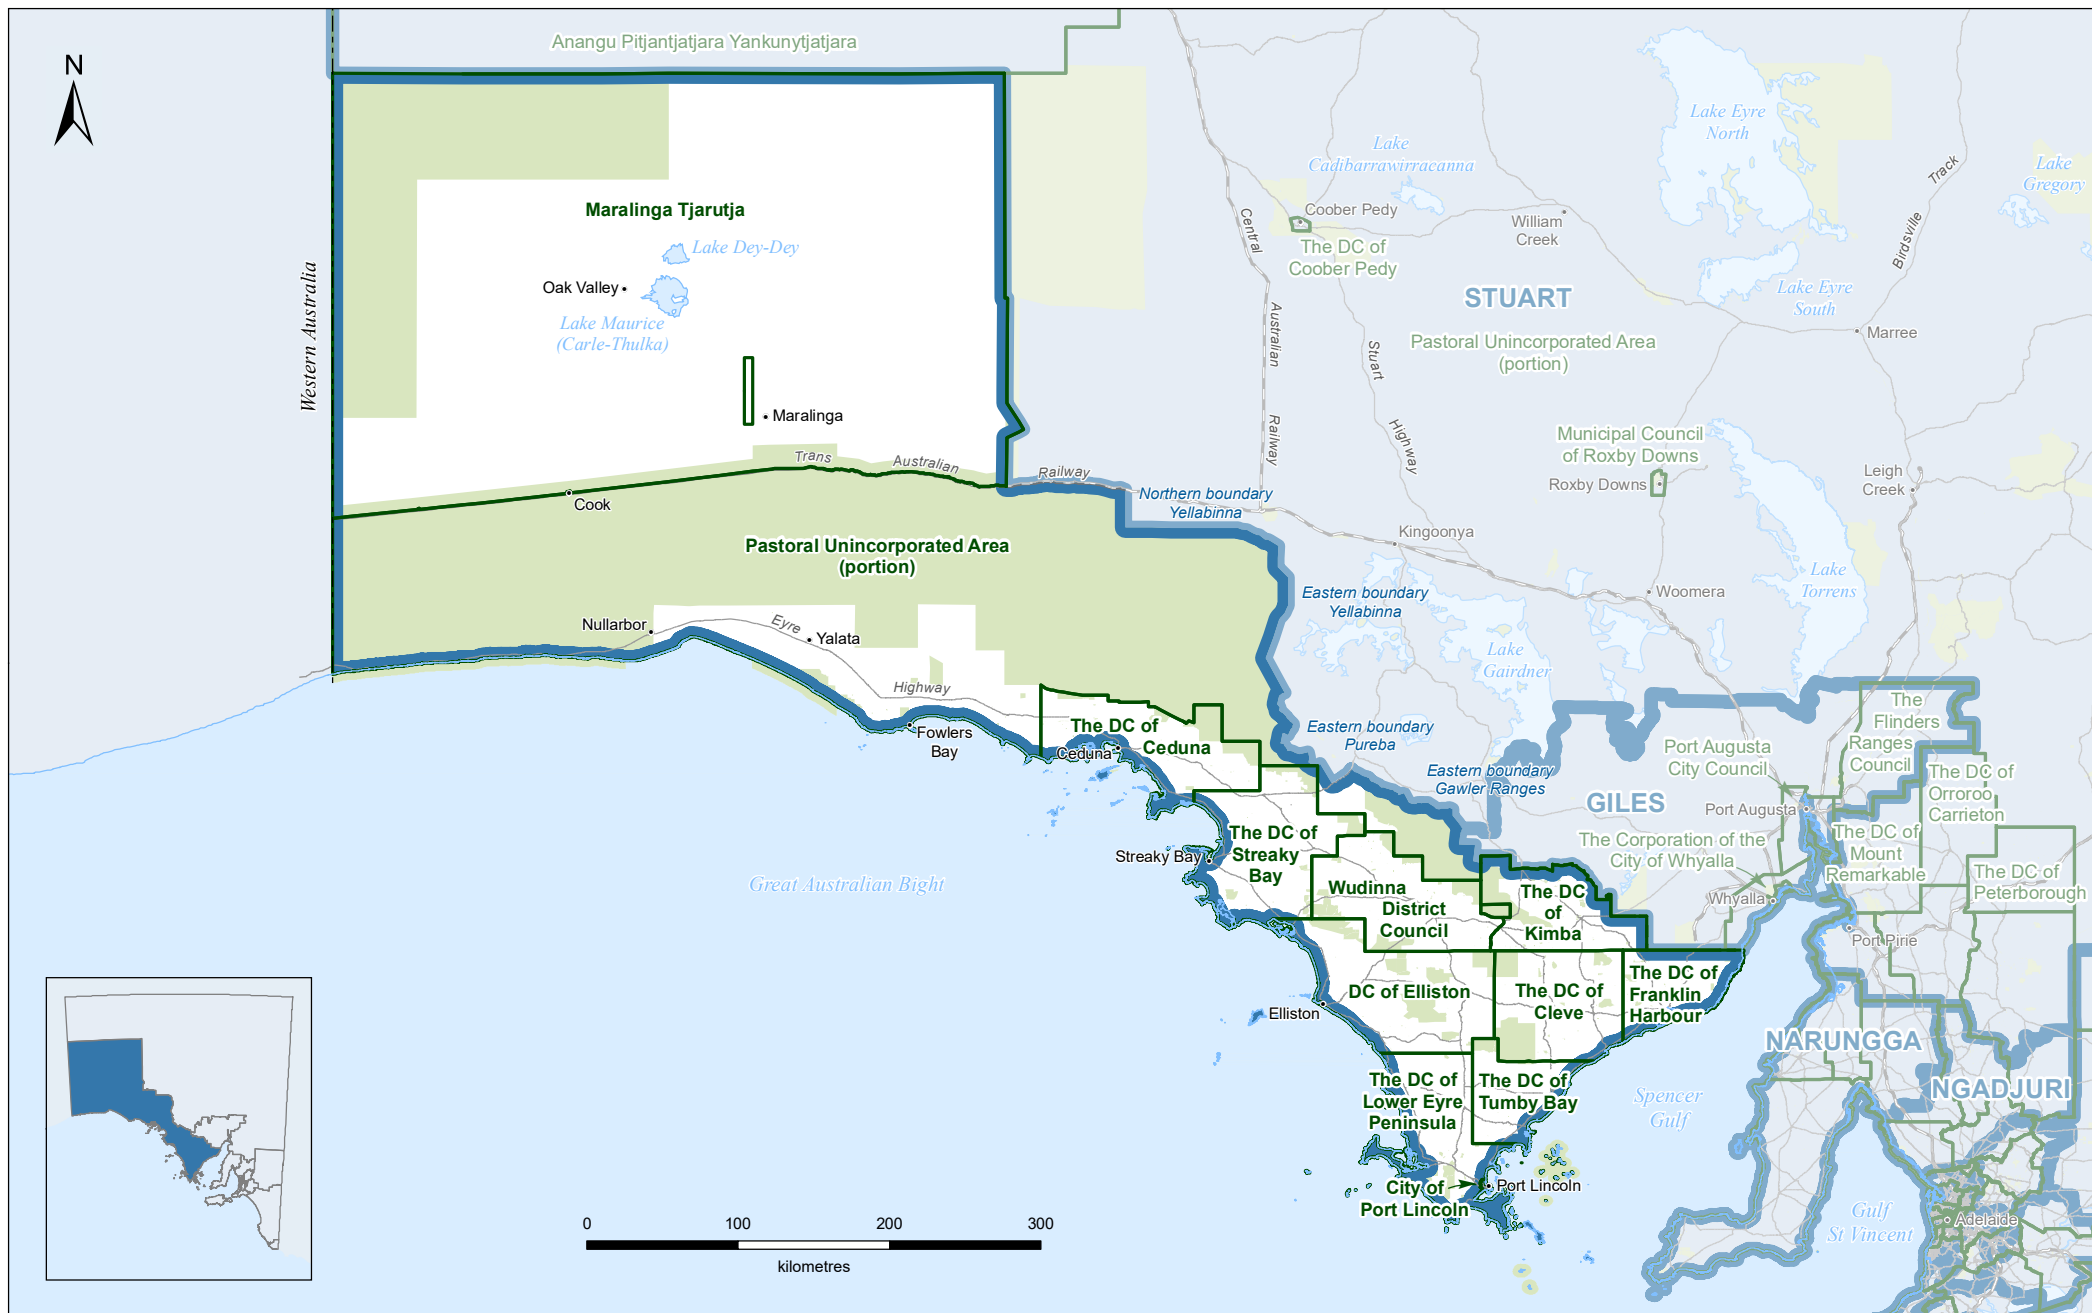 Anangu Pitjantjatjara Yankunytjatjara
N
Maralinga Tjarutja
Lake Dey-Dey
Oak Valley
Lake Maurice
(Carle-Thulka)
Western Australia
Maralinga
Trans
Australian
Railway
Cook
Pastoral Unincorporated Area
(portion)
Nullarbor
Eyre
Yalata
Highway
Fowlers
Bay
The DC of
Ceduna
Ceduna
Lake
Cadibarrawirracanna
Coober Pedy
The DC of
Coober Pedy
William
Creek
Lake Eyre
North
Lake
Gregory
Birdsville
Track
Central
Australian
Railway
Stuart
Highway
STUART
Pastoral Unincorporated Area
(portion)
Lake Eyre
South
Marree
Municipal Council
of Roxby Downs
Roxby Downs
Leigh
Creek
Northern boundary
Yellabinna
Kingoonya
Eastern boundary
Yellabinna
Woomera
Lake
Torrens
Lake
Gairdner
Eastern boundary
Pureba
Eastern boundary
Gawler Ranges
Port Augusta
City Council
The
Flinders
Ranges
Council
The DC of
Orroroo
Carrieton
GILES
Port Augusta
The Corporation of the
City of Whyalla
The DC of
Mount
Remarkable
The DC of
Peterborough
Whyalla
Port Pirie
The DC of
Streaky
Bay
Streaky Bay
Wudinna
District
Council
The DC
of
Kimba
Great Australian Bight
DC of Elliston
The DC of
Cleve
The DC of
Franklin
Harbour
Elliston
NARUNGGA
NGADJURI
The DC of
Lower Eyre
Peninsula
The DC of
Tumby Bay
Spencer
Gulf
City of
Port Lincoln
Port Lincoln
Gulf
St Vincent
Adelaide
0 100 200 300
kilometres